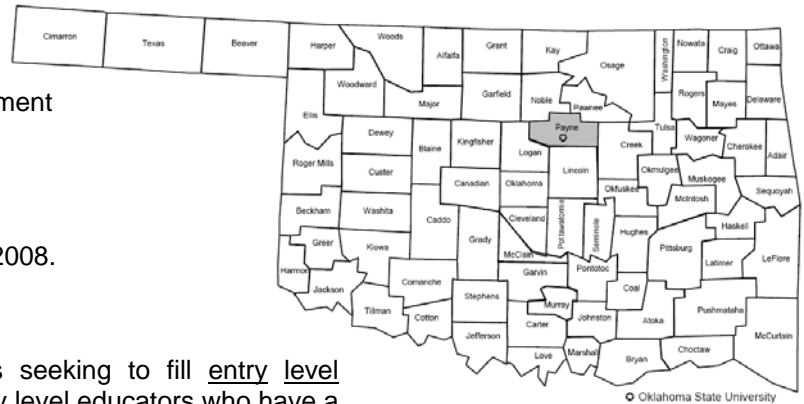 Cimarron
Texas
Beaver
Harper
Woods
Alfalfa
Grant
Kay
Osage
Washington
Nowata
Craig
Ottawa
Woodward
Major
Garfield
Noble
Pawnee
Rogers
Mayes
Delaware
Ellis
Dewey
Blaine
Kingfisher
Logan
Payne
Creek
Tulsa
Wagoner
Cherokee
Adair
Roger Mills
Custer
Canadian
Oklahoma
Lincoln
Okfuskee
Okmulgee
Muskogee
McIntosh
Sequoyah
Beckham
Washita
Caddo
Grady
Cleveland
Pottawatomie
Seminole
Hughes
Pittsburg
Haskell
LeFlore
Greer
Kiowa
McClain
Garvin
Pontotoc
Coal
Latimer
Harmon
Jackson
Comanche
Stephens
Murray
Johnston
Atoka
Pushmataha
McCurtain
Tillman
Cotton
Jefferson
Carter
Love
Marshall
Bryan
Choctaw
Oklahoma State University
ment
2008.
s seeking to fill entry level
y level educators who have a